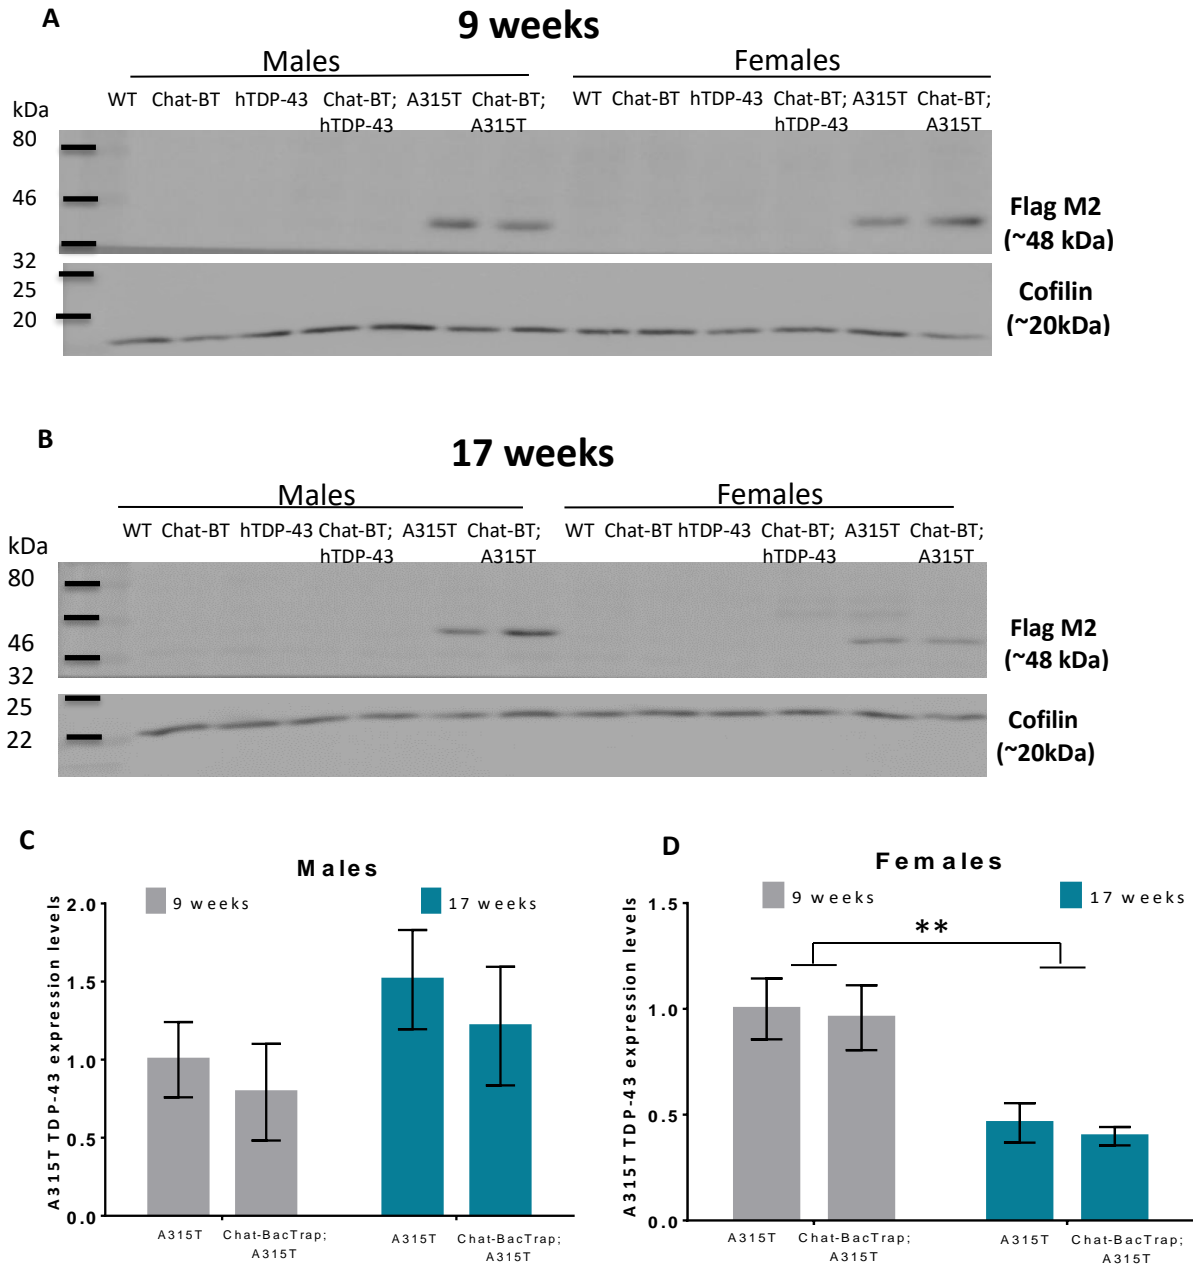 A
9 weeks
Males Females
WT Chat-BT hTDP-43 Chat-BT; A315T Chat-BT; WT Chat-BT hTDP-43 Chat-BT; A315T Chat-BT;
hTDP-43 A315T hTDP-43 A315T
kDa
80
46
32
25
20
Flag M2
(~48 kDa)
Cofilin
(~20kDa)
B
17 weeks
Males Females
WT Chat-BT hTDP-43 Chat-BT; A315T Chat-BT; WT Chat-BT hTDP-43 Chat-BT; A315T Chat-BT;
hTDP-43 A315T hTDP-43 A315T
kDa
80
46
32
25
22
Flag M2
(~48 kDa)
Cofilin
(~20kDa)
C
Males
9 weeks 17 weeks
A315T TDP-43 expression levels
2.0
1.5
1.0
0.5
0.0
A315T Chat-BacTrap; A315T Chat-BacTrap;
A315T A315T
D
Females
9 weeks 17 weeks
**
A315T TDP-43 expression levels
1.5
1.0
0.5
0.0
A315T Chat-BacTrap; A315T Chat-BacTrap;
A315T A315T